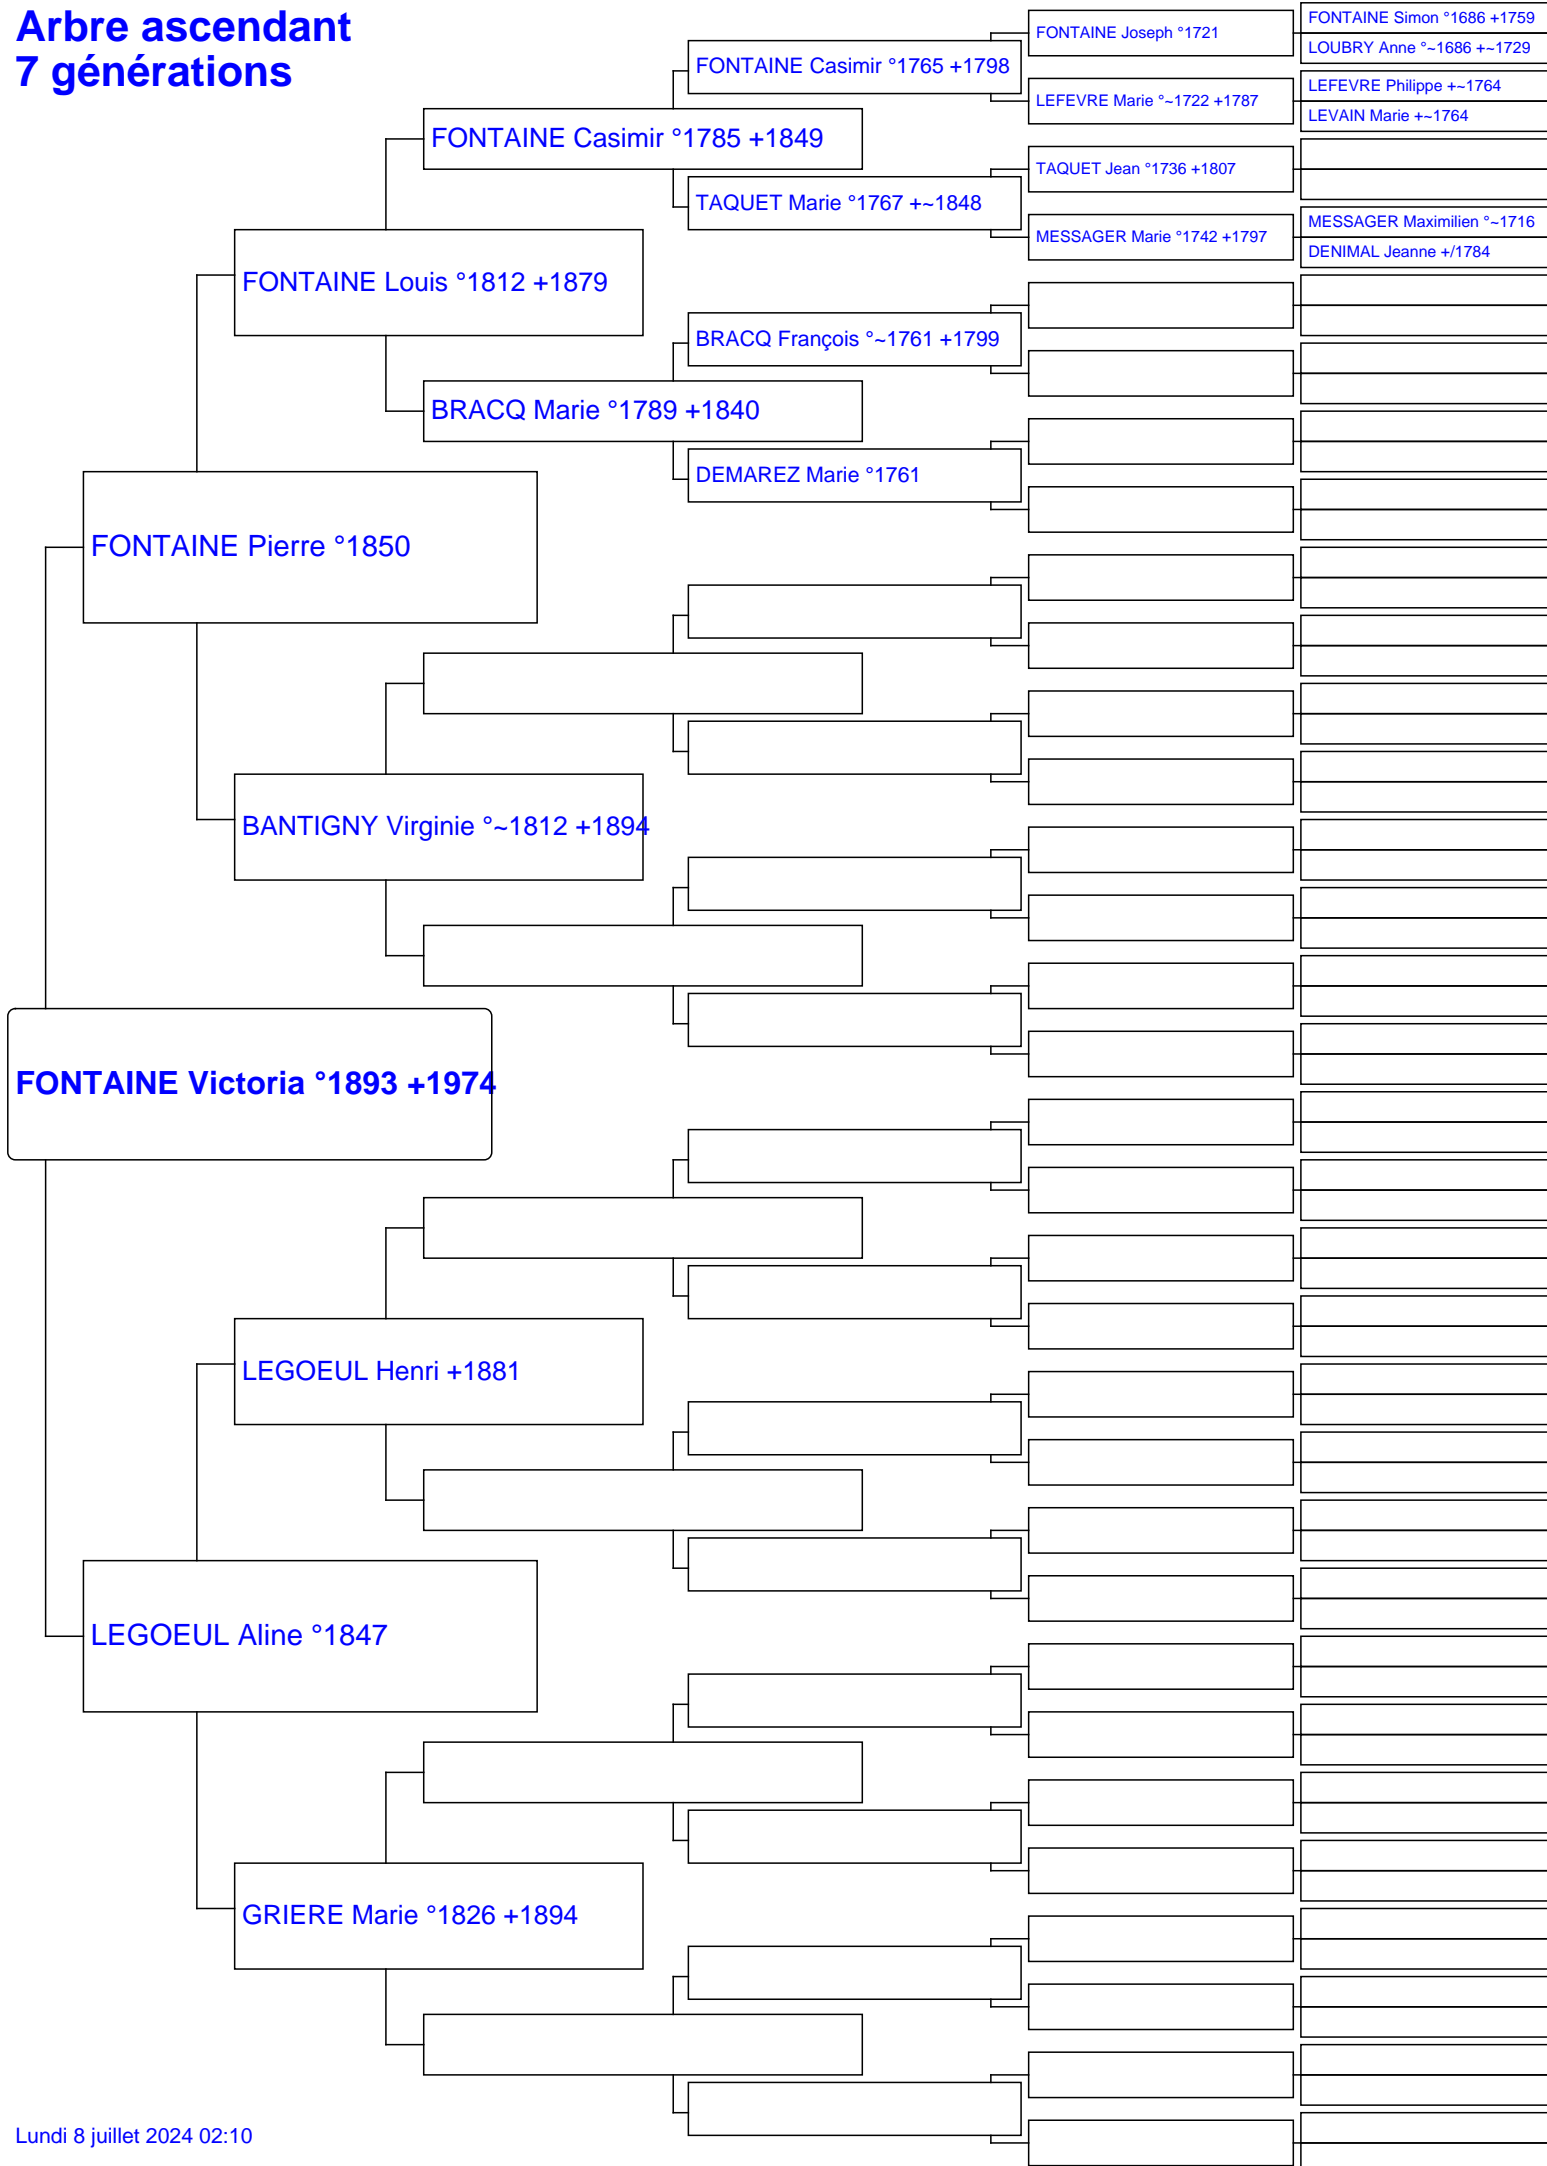 Arbre ascendant
7 générations
FONTAINE Victoria °1893 +1974
FONTAINE Pierre °1850
LEGOEUL Aline °1847
FONTAINE Louis °1812 +1879
BANTIGNY Virginie °~1812 +1894
LEGOEUL Henri +1881
GRIERE Marie °1826 +1894
FONTAINE Casimir °1785 +1849
BRACQ Marie °1789 +1840
FONTAINE Casimir °1765 +1798
TAQUET Marie °1767 +~1848
BRACQ François °~1761 +1799
DEMAREZ Marie °1761
FONTAINE Joseph °1721
LEFEVRE Marie °~1722 +1787
TAQUET Jean °1736 +1807
MESSAGER Marie °1742 +1797
FONTAINE Simon °1686 +1759
LOUBRY Anne °~1686 +~1729
LEFEVRE Philippe +~1764
LEVAIN Marie +~1764
MESSAGER Maximilien °~1716
DENIMAL Jeanne +/1784
Lundi 8 juillet 2024 02:10